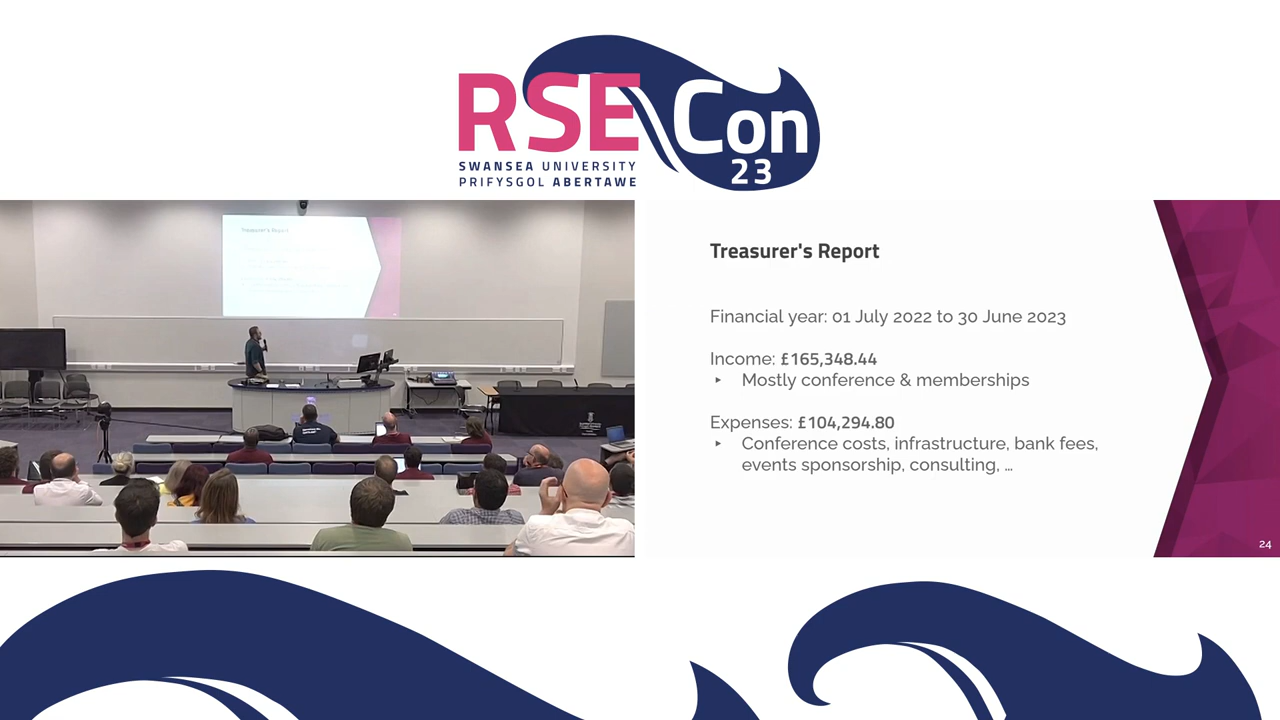 RSE Con
23
SWANSEA UNIVERSITY
PRIFYSGOL ABERTAWE
Treasurer's Report
Treasurer's Report
Financial year: 01 July 2022 to 30 June 2023
Income: £165,348.44
‣ Mostly conference & memberships
Expenses: £104,294.80
‣ Conference costs, infrastructure, bank fees,
events sponsorship, consulting, …
24